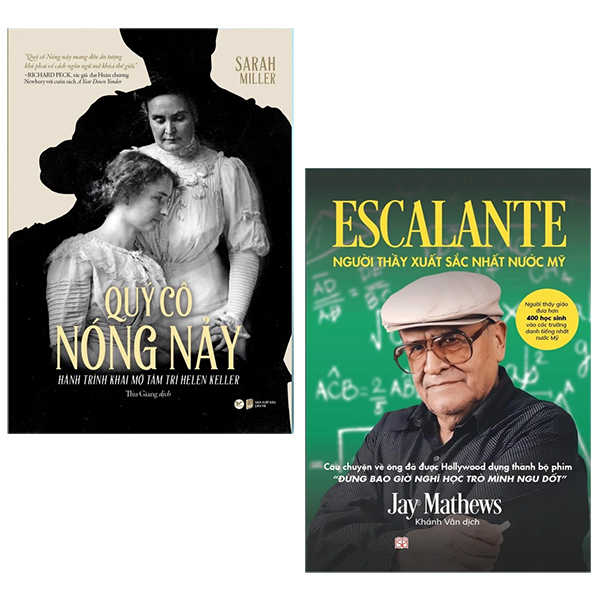 "Quý cô Nóng nảy mang đến ấn tượng
khó phai về cách ngôn ngữ mở khóa thế giới."
–RICHARD PECK, tác giả đạt Huân chương
Newbery với cuốn sách A Year Down Yonder
SARAH
MILLER
QUÝ CÔ
NÓNG NẢY
HÀNH TRÌNH KHAI MỞ TÂM TRÍ HELEN KELLER
Thu Giang dịch
ESCALANTE
NGƯỜI THẦY XUẤT SẮC NHẤT NƯỚC MỸ
Người thầy giáo
đưa hơn
400 học sinh
vào các trường
danh tiếng nhất
nước Mỹ
Câu chuyện về ông đã được Hollywood dựng thành bộ phim
"ĐỪNG BAO GIỜ NGHĨ HỌC TRÒ MÌNH NGU DỐT"
Jay Mathews
Khánh Vân dịch